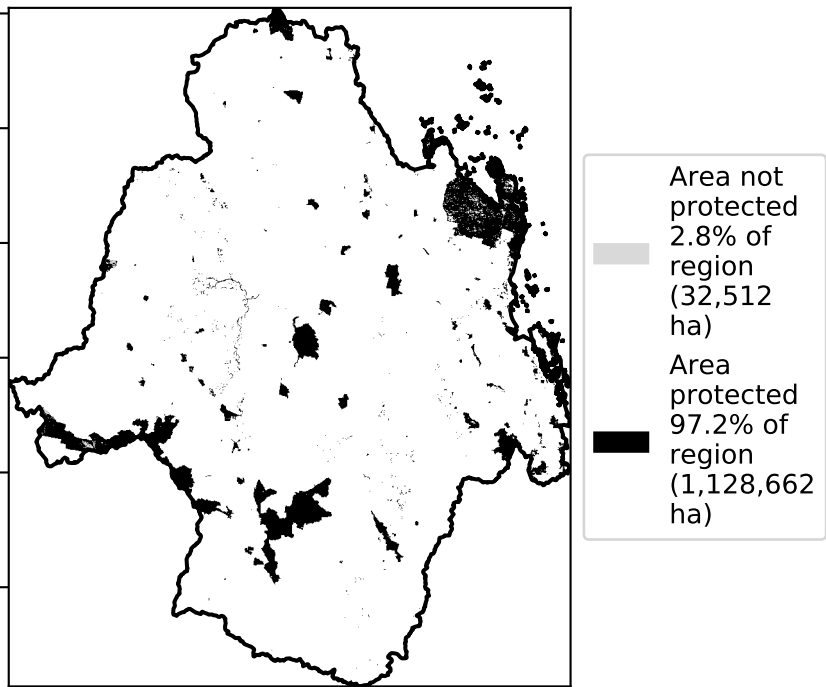 Area not
protected
2.8% of
region
(32,512
ha)
Area
protected
97.2% of
region
(1,128,662
ha)